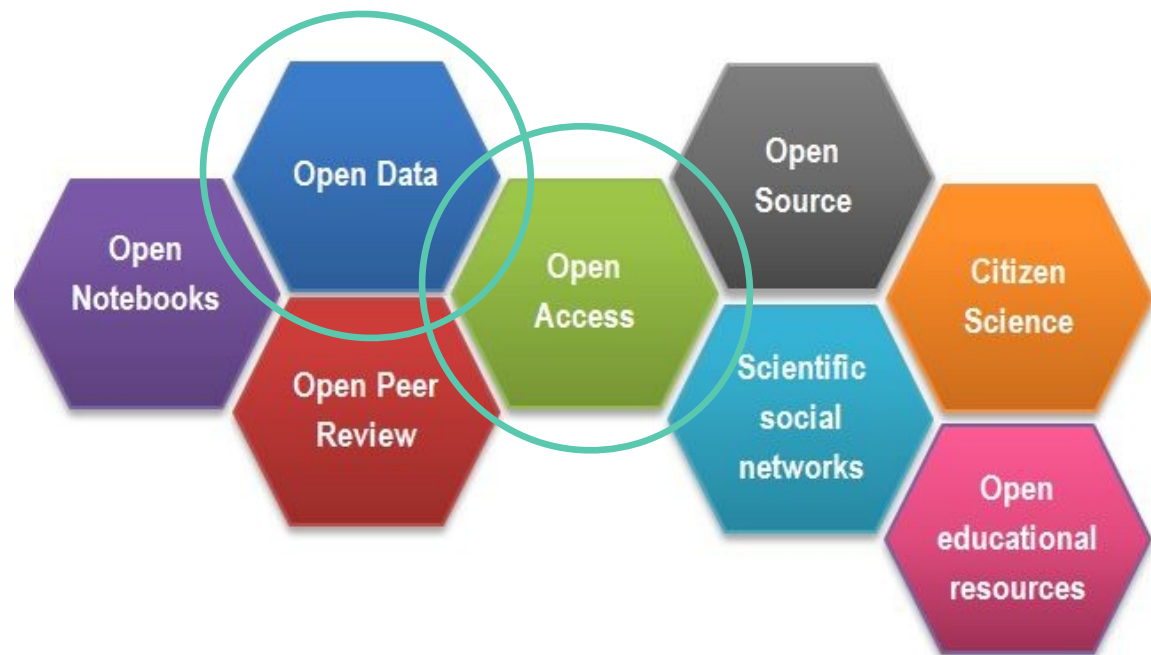 Open
Notebooks
Open Data
Open Peer
Review
Open
Access
Open
Source
Scientific
social
networks
Citizen
Science
Open
educational
resources